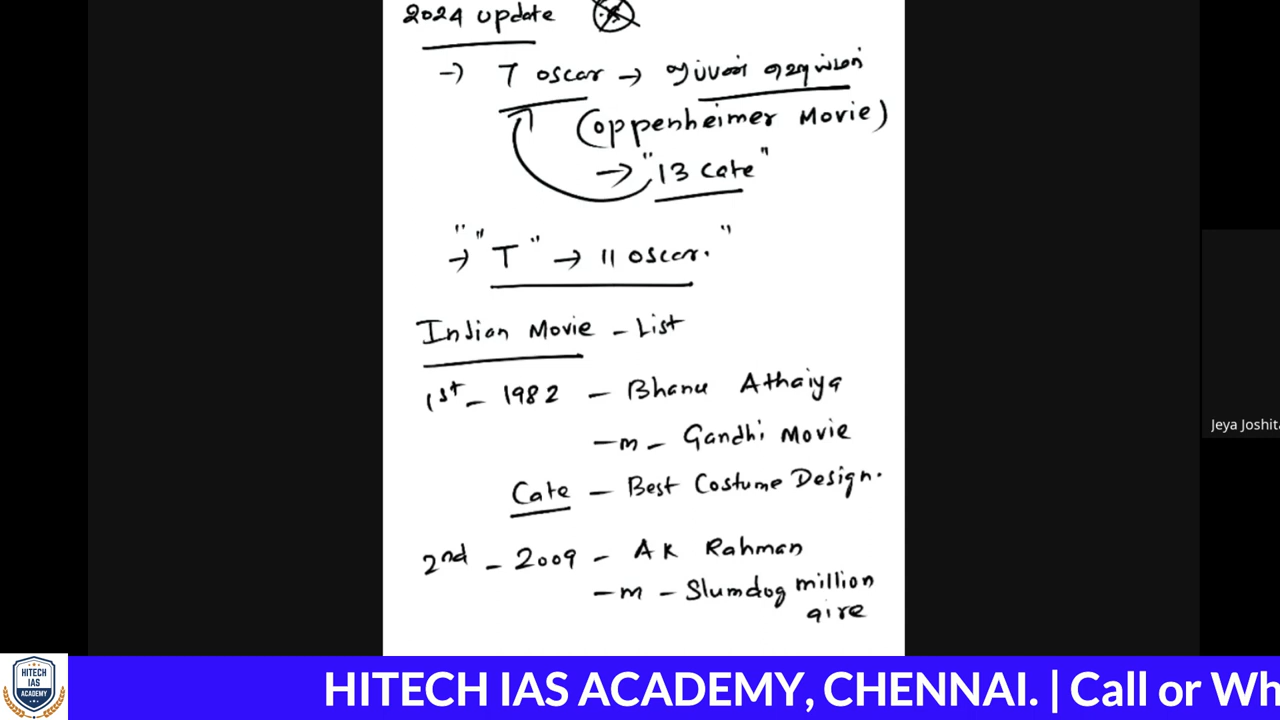 2024 update
→ 7 oscar →
(Oppenheimer Movie)
→ "13 Cate"
→ "T" → 11 oscar."
Indian Movie - List
1st - 1982 - Bhanu Athaiya
- m - Gandhi Movie
Cate - Best Costume Design.
2nd - 2009 - AK Rahman
- m - Slumdog million
aire
Jeya Joshita
HITECH
IAS
ACADEMY
HITECH IAS ACADEMY, CHENNAI. | Call or Wh